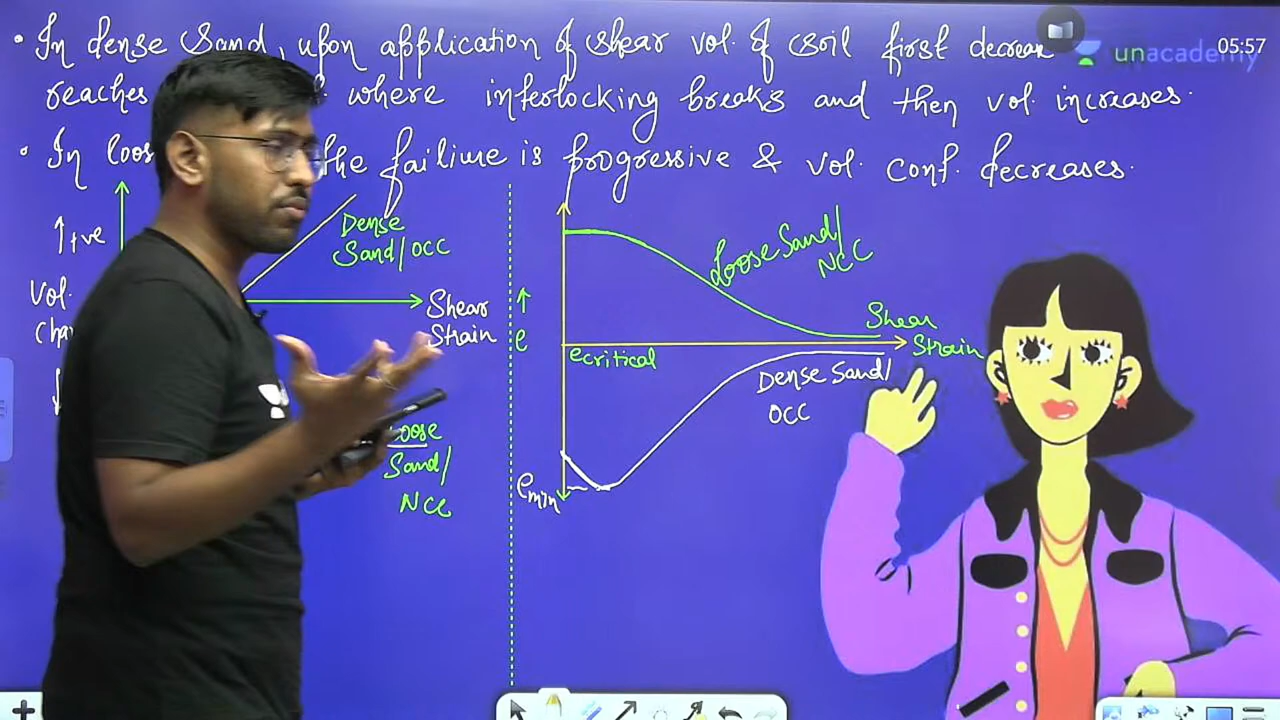 • In dense sand, upon application of shear vol. of soil first
unacademy
05:57
reaches where interlocking breaks and then vol. increases.
• In the failure is progressive & vol. conf. decreases.
↑+ve
Dense
Sand/OCC
Loose Sand/
NCC
Vol.
Shear
Strain
↑
e
Shear
Strain
ecritical
Dense Sand/
OCC
Loose
Sand/
NCC
emin